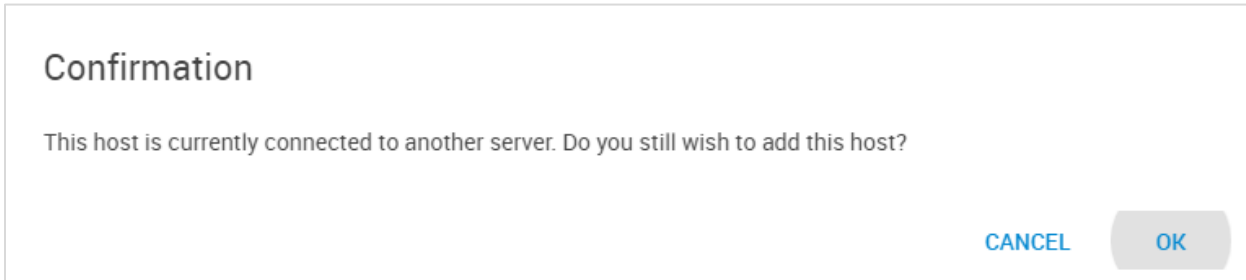 Confirmation
This host is currently connected to another server. Do you still wish to add this host?
CANCEL OK